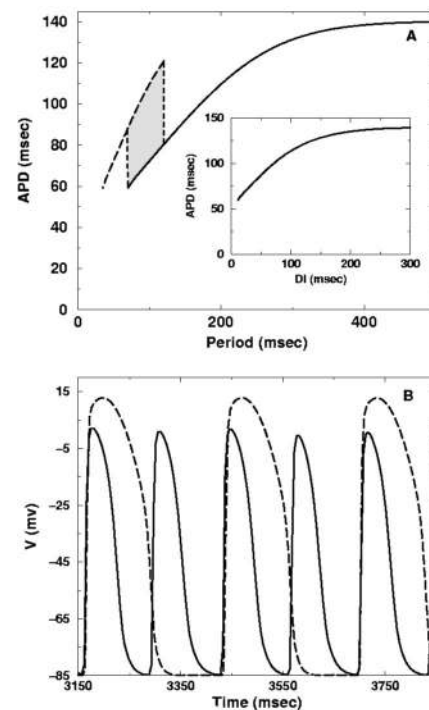 140
120
100
80
60
40
20
0
APD (msec)
A
150
100
50
0
APD (msec)
0 100 200 300
DI (msec)
0 200 400
Period (msec)
15
−5
−25
−45
−65
−85
V (mv)
B
3150 3350 3550 3750
Time (msec)